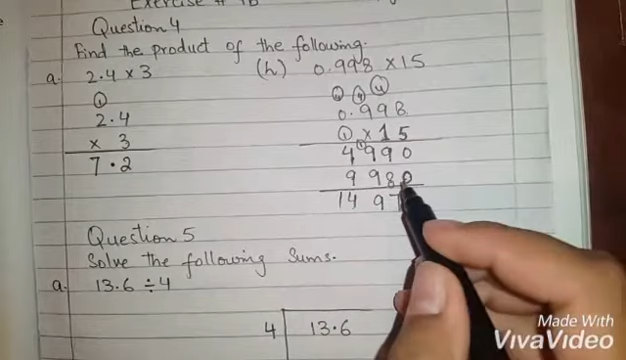 Exercise # 1B
Question 4
Find the product of the following.
a. 2.4 × 3 (h) 0.998 × 15
1
2.4
× 3
7.2
0.998
× 15
4990
9980
1497
Question 5
Solve the following Sums.
a. 13.6 ÷ 4
4 13.6
Made With
VivaVideo